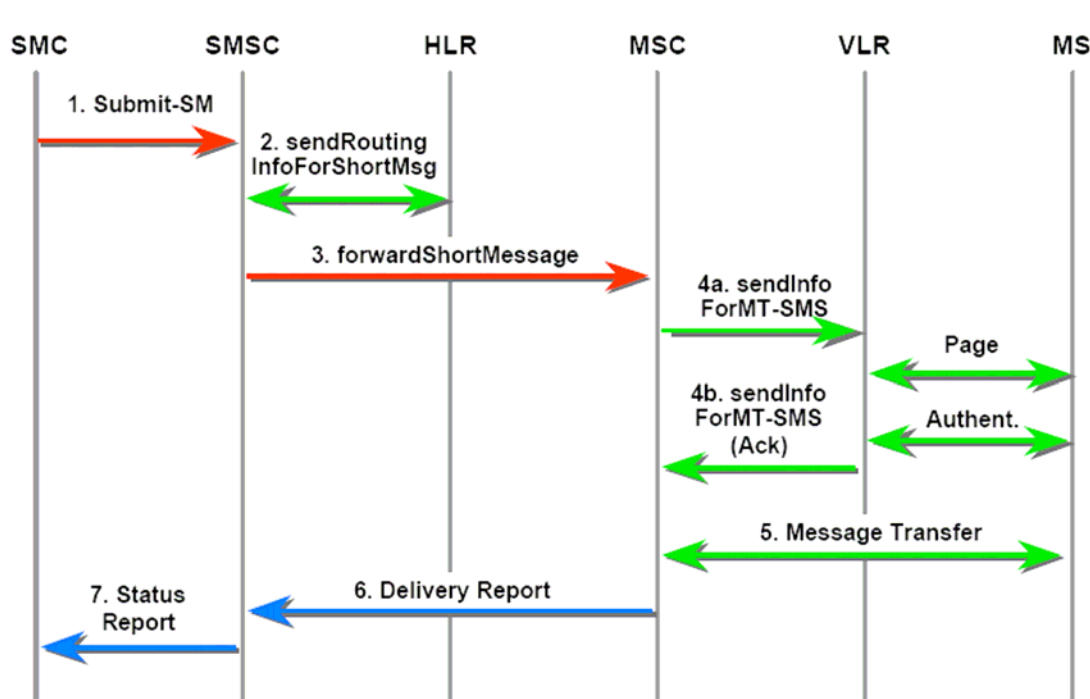 SMC SMSC HLR MSC VLR MS
1. Submit-SM
2. sendRouting
InfoForShortMsg
3. forwardShortMessage
4a. sendInfo
ForMT-SMS
Page
4b. sendInfo
ForMT-SMS
(Ack)
Authent.
5. Message Transfer
6. Delivery Report
7. Status
Report